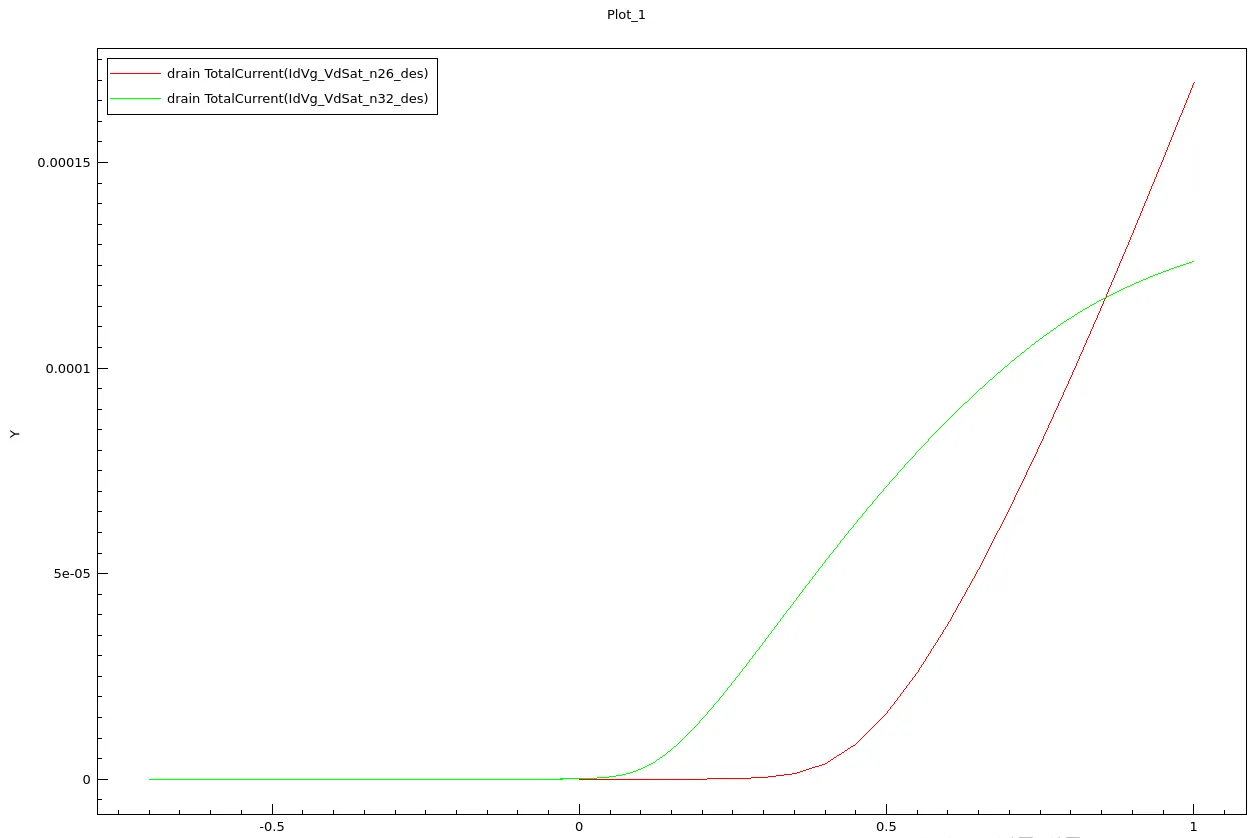 Plot_1
drain TotalCurrent(IdVg_VdSat_n26_des)
drain TotalCurrent(IdVg_VdSat_n32_des)
0.00015
0.0001
Y
5e-05
0
-0.5 0 0.5 1